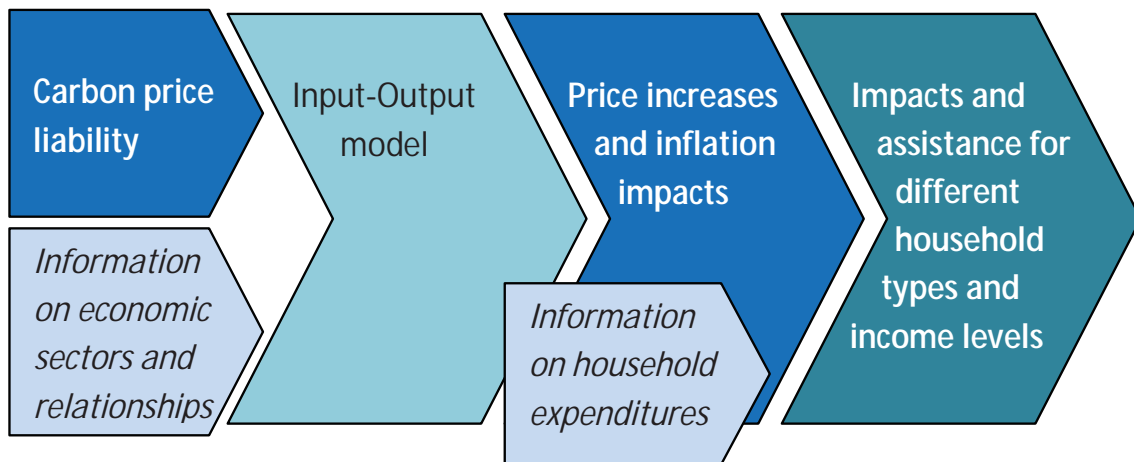 Carbon price
liability
Information
on economic
sectors and
relationships
Input-Output
model
Price increases
and inflation
impacts
Information
on household
expenditures
Impacts and
assistance for
different
household
types and
income levels